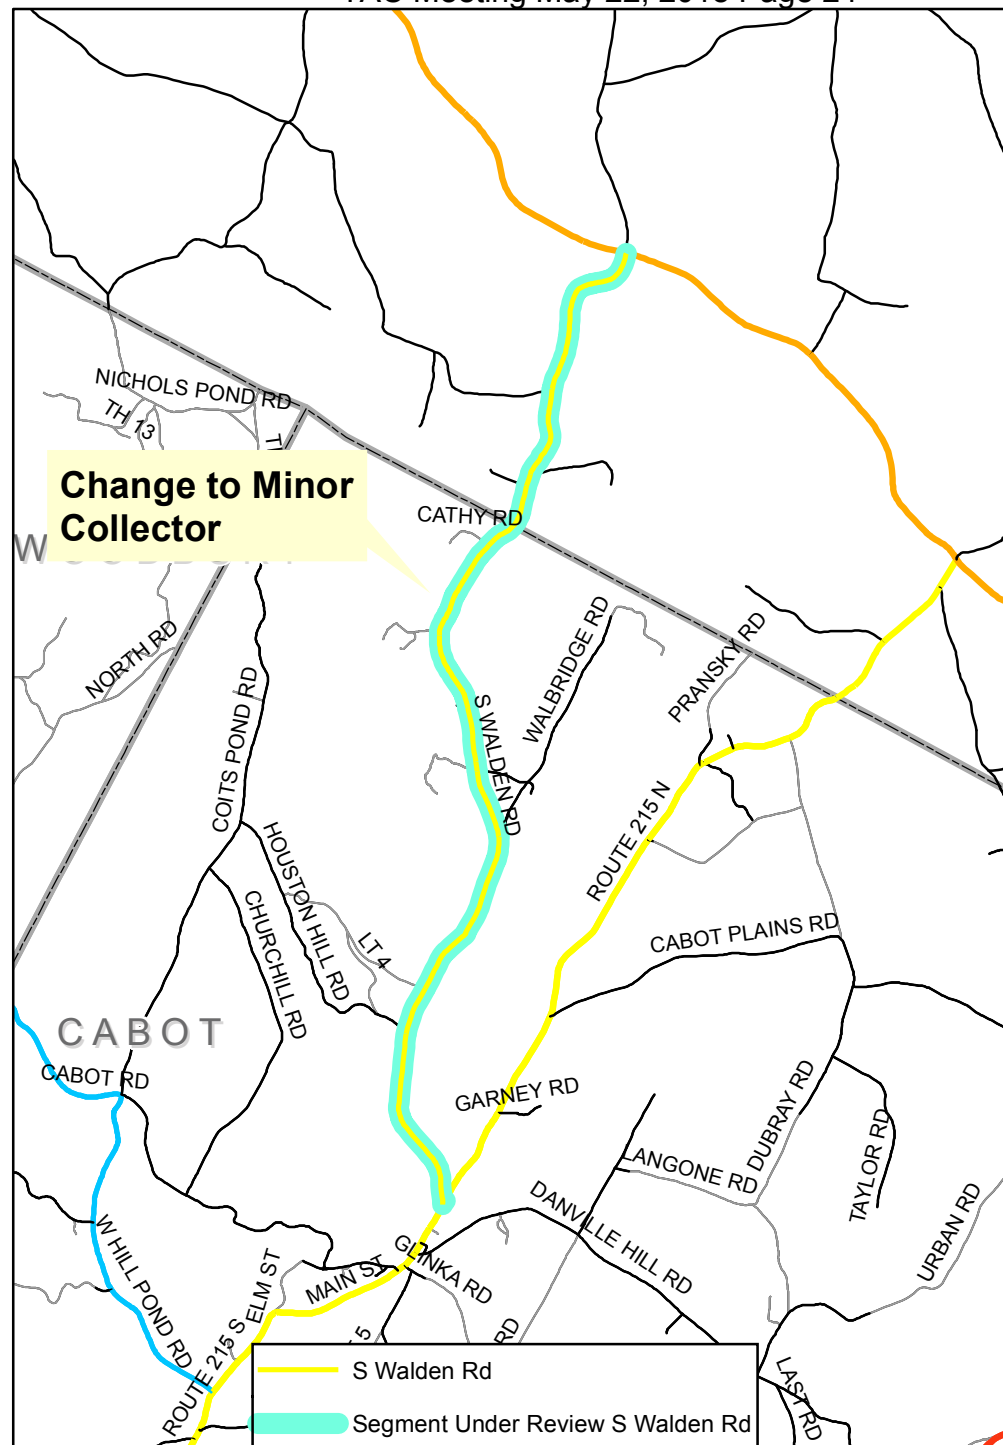 NICHOLS POND RD
TH 13
Change to Minor
Collector
CATHY RD
NORTH RD
WALBRIDGE RD
PRANSKY RD
COITS POND RD
S WALDEN RD
ROUTE 215 N
HOUSTON HILL RD
CHURCHILL RD
LT 4
CABOT PLAINS RD
CABOT
CABOT RD
GARNEY RD
DUBRAY RD
TAYLOR RD
LANGONE RD
DANVILLE HILL RD
URBAN RD
W HILL POND RD
ELM ST
MAIN ST
GLINKA RD
ROUTE 215 S
RD
LAST RD
S Walden Rd
Segment Under Review S Walden Rd